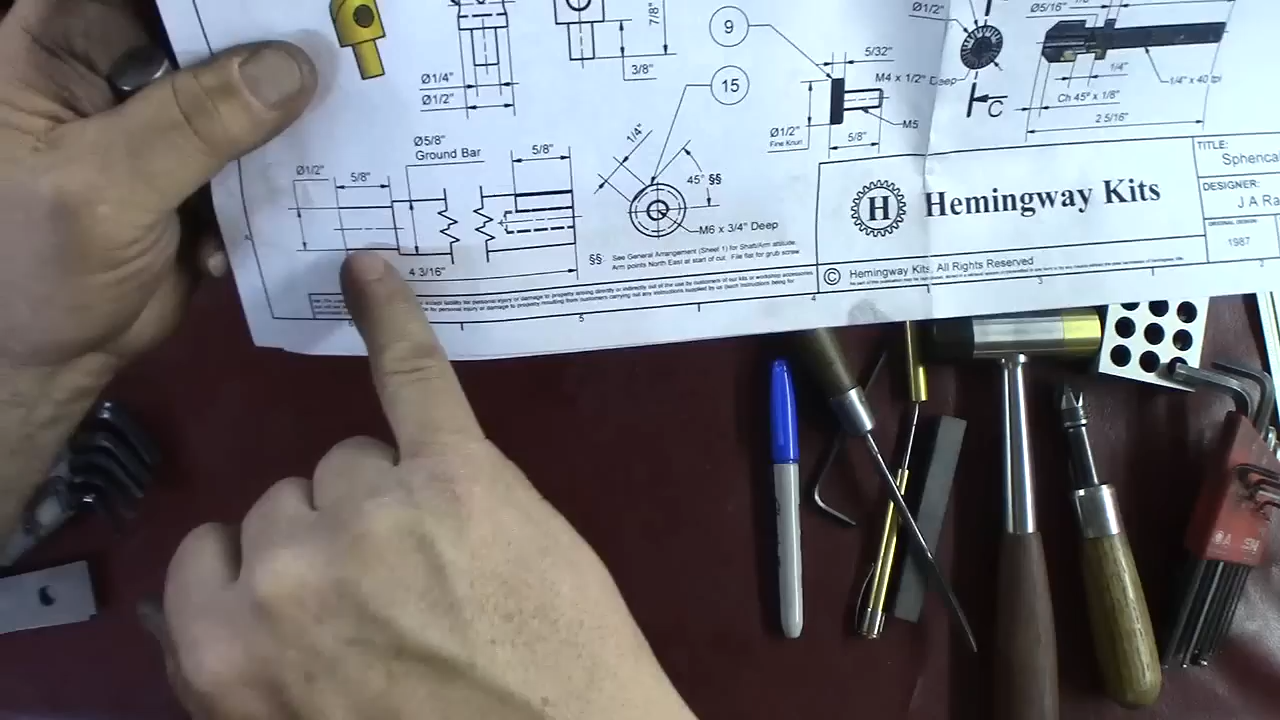 7/8"
3/8"
Ø1/4"
Ø1/2"
9
15
5/32"
M4 x 1/2" Deep
M5
Ø1/2"
Fine Knurl
5/8"
Ø1/2"
Ø5/16"
1/4"
1/4" x 40
Ch 45° x 1/8"
2 5/16"
C
Ø5/8"
Ground Bar
Ø1/2"
5/8"
5/8"
1/4"
45° §§
M6 x 3/4" Deep
4 3/16"
§§: See General Arrangement (Sheet 1) for Shaft/Arm attitude.
Arm points North East at start of cut. File flat for grub screw
H
Hemingway Kits
© Hemingway Kits, All Rights Reserved
TITLE:
DESIGNER:
J A
1987
5
4
3
2